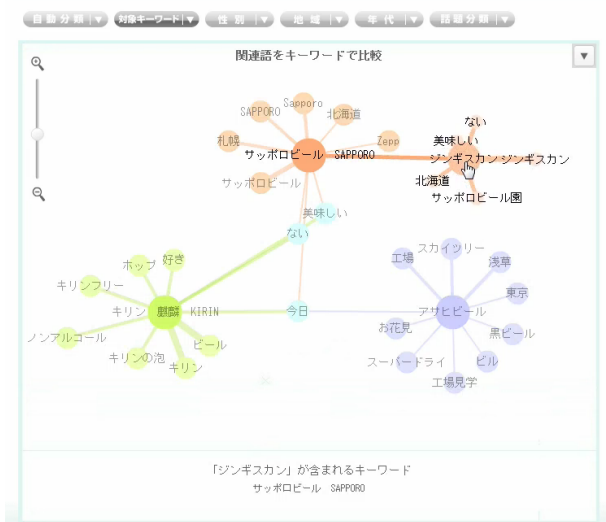 自動分類
対象キーワード
性別
地域
年代
話題分類
関連語をキーワードで比較
Sapporo
SAPPORO
北海道
札幌
Zepp
サッポロビール SAPPORO
サッポロビール
ない
美味しい
ジンギスカン
ジンギスカン
北海道
サッポロビール園
美味しい
ない
今日
ホップ
好き
キリンフリー
キリン 麒麟 KIRIN
ノンアルコール
キリンの泡
キリン
ビール
工場
スカイツリー
浅草
東京
アサヒビール
お花見
黒ビール
スーパードライ
ビル
工場見学
「ジンギスカン」が含まれるキーワード
サッポロビール SAPPORO